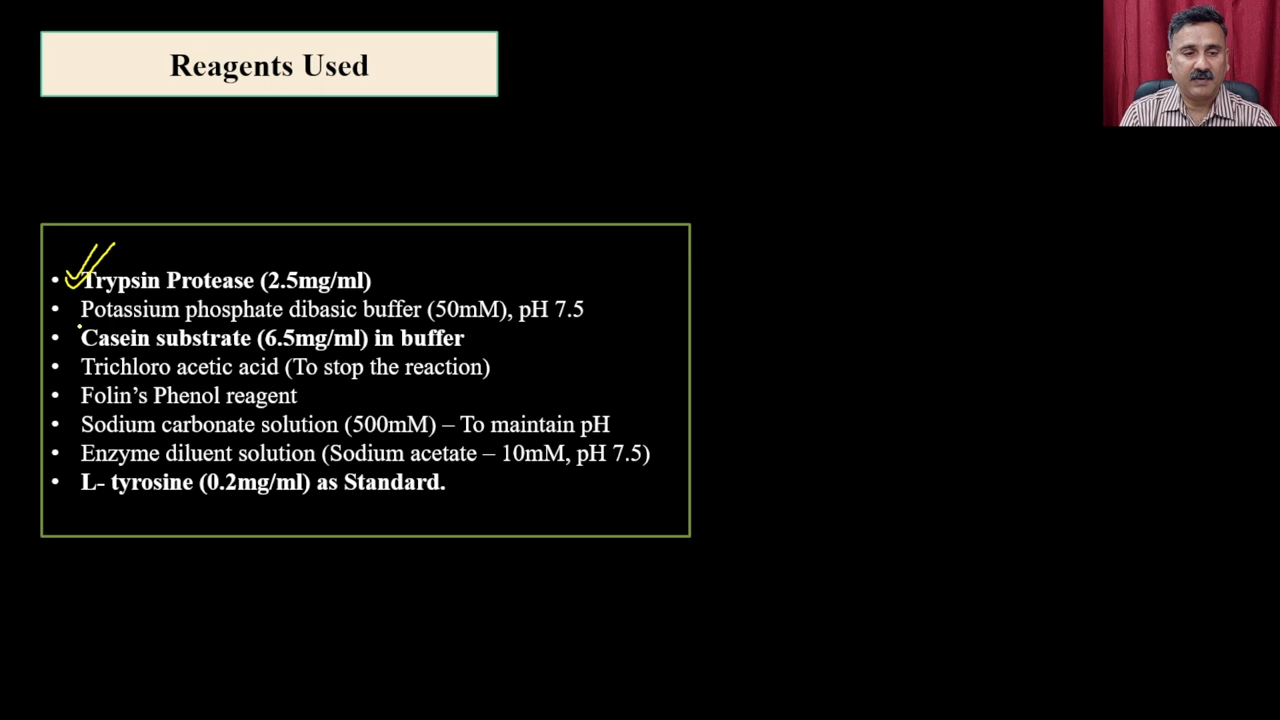 Reagents Used
• Trypsin Protease (2.5mg/ml)
• Potassium phosphate dibasic buffer (50mM), pH 7.5
• Casein substrate (6.5mg/ml) in buffer
• Trichloro acetic acid (To stop the reaction)
• Folin’s Phenol reagent
• Sodium carbonate solution (500mM) – To maintain pH
• Enzyme diluent solution (Sodium acetate – 10mM, pH 7.5)
• L- tyrosine (0.2mg/ml) as Standard.